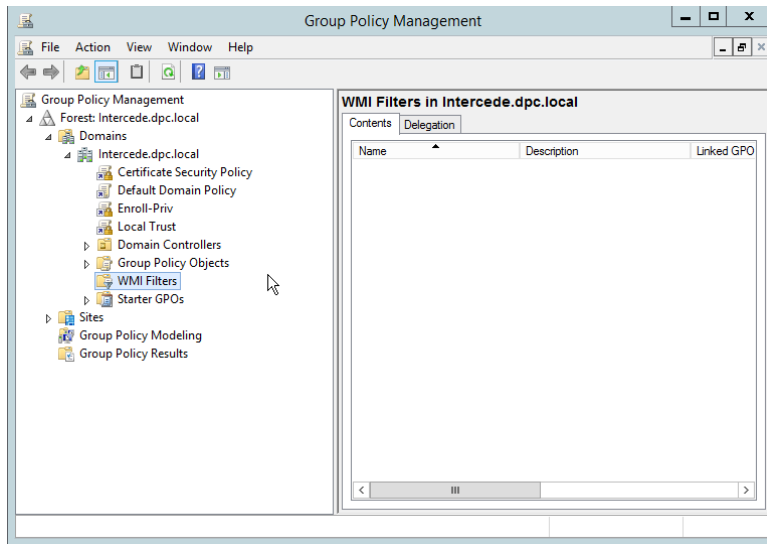 Group Policy Management
File Action View Window Help
Group Policy Management
Forest: Intercede.dpc.local
Domains
Intercede.dpc.local
Certificate Security Policy
Default Domain Policy
Enroll-Priv
Local Trust
Domain Controllers
Group Policy Objects
WMI Filters
Starter GPOs
Sites
Group Policy Modeling
Group Policy Results
WMI Filters in Intercede.dpc.local
Contents Delegation
Name Description Linked GPO